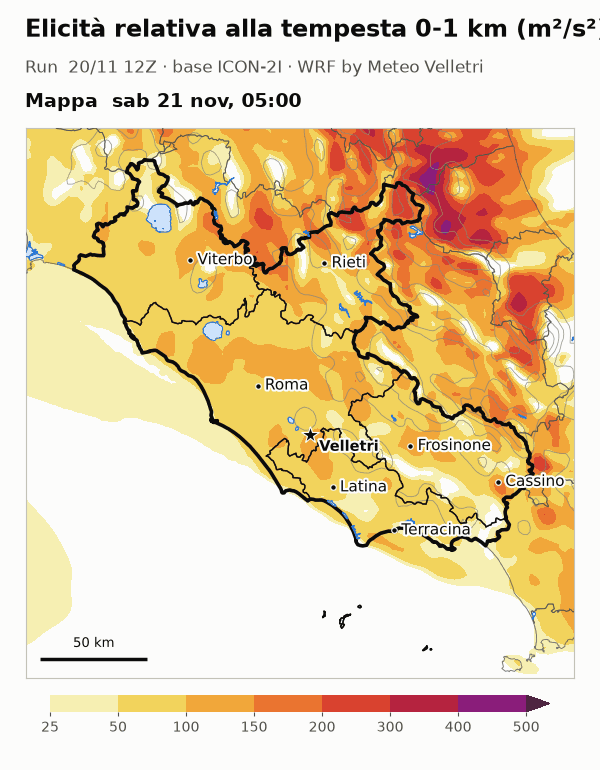 Elicità relativa alla tempesta 0-1 km (m²/s²)
Run  20/11 12Z · base ICON-2I · WRF by Meteo Velletri
Mappa  sab 21 nov, 05:00
Viterbo
Rieti
Roma
Velletri
Frosinone
Cassino
Latina
Terracina
50 km
25 50 100 150 200 300 400 500